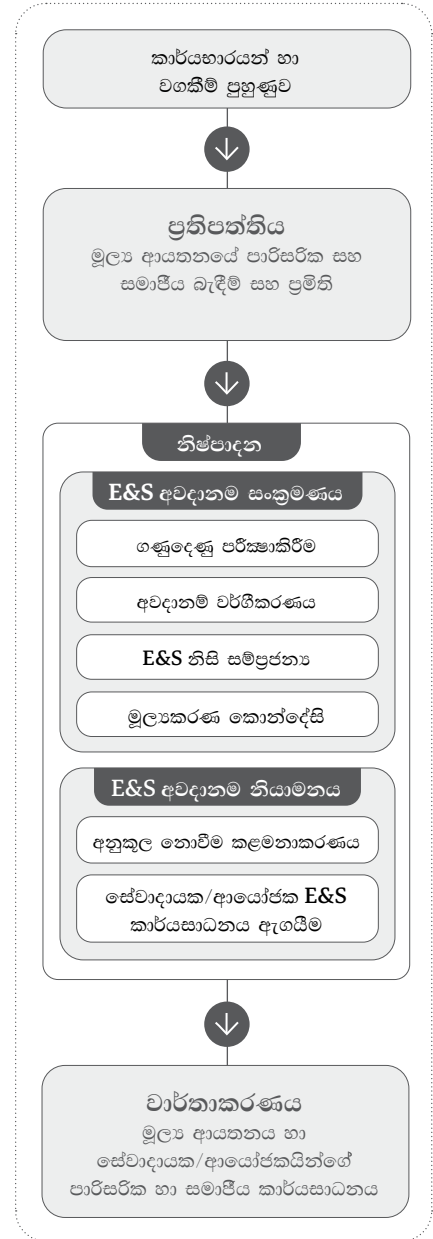 කාර්යභාරයන් හා
වගකීම් පුහුණුව
ප්‍රතිපත්තිය
මූල්‍ය ආයතනයේ පාරිසරික සහ
සමාජීය බැඳීම් සහ ප්‍රමිති
නිෂ්පාදන
E&S අවදානම සංක්‍රමණය
ගණුදෙණු පරීක්‍ෂාකිරීම
අවදානම් වර්ගීකරණය
E&S නිසි සම්ප්‍රජන්‍ය
මූල්‍යකරණ කොන්දේසි
E&S අවදානම නියාමනය
අනුකූල නොවීම කළමනාකරණය
සේවාදායක/ආයෝජක E&S
කාර්යසාධනය ඇගයීම
වාර්තාකරණය
මූල්‍ය ආයතනය හා
සේවාදායක/ආයෝජකයින්ගේ
පාරිසරික හා සමාජීය කාර්යසාධනය